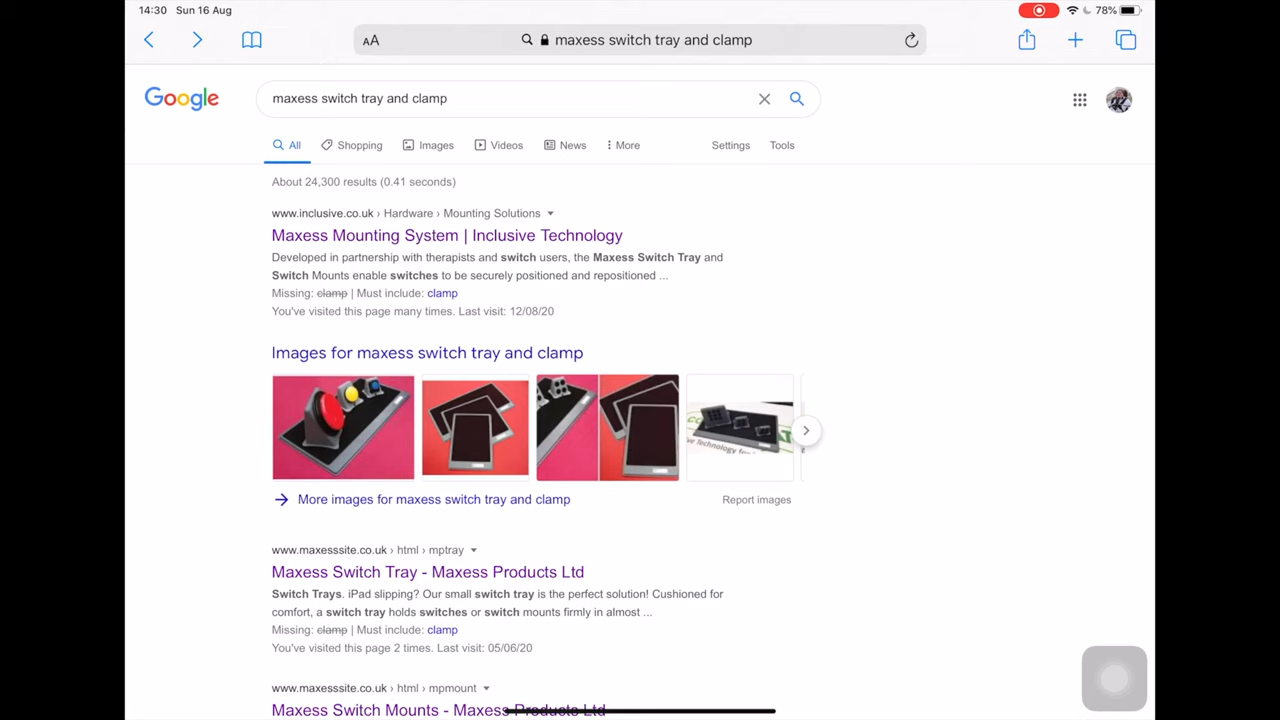 14:30 Sun 16 Aug
78%
AA
maxess switch tray and clamp
Google
maxess switch tray and clamp
All
Shopping
Images
Videos
News
More
Settings
Tools
About 24,300 results (0.41 seconds)
www.inclusive.co.uk › Hardware › Mounting Solutions
Maxess Mounting System | Inclusive Technology
Developed in partnership with therapists and switch users, the Maxess Switch Tray and
Switch Mounts enable switches to be securely positioned and repositioned ...
Missing: clamp | Must include: clamp
You've visited this page many times. Last visit: 12/08/20
Images for maxess switch tray and clamp
More images for maxess switch tray and clamp
Report images
www.maxesssite.co.uk › html › mptray
Maxess Switch Tray - Maxess Products Ltd
Switch Trays. iPad slipping? Our small switch tray is the perfect solution! Cushioned for
comfort, a switch tray holds switches or switch mounts firmly in almost ...
Missing: clamp | Must include: clamp
You've visited this page 2 times. Last visit: 05/06/20
www.maxesssite.co.uk › html › mpmount
Maxess Switch Mounts - Maxess Products Ltd